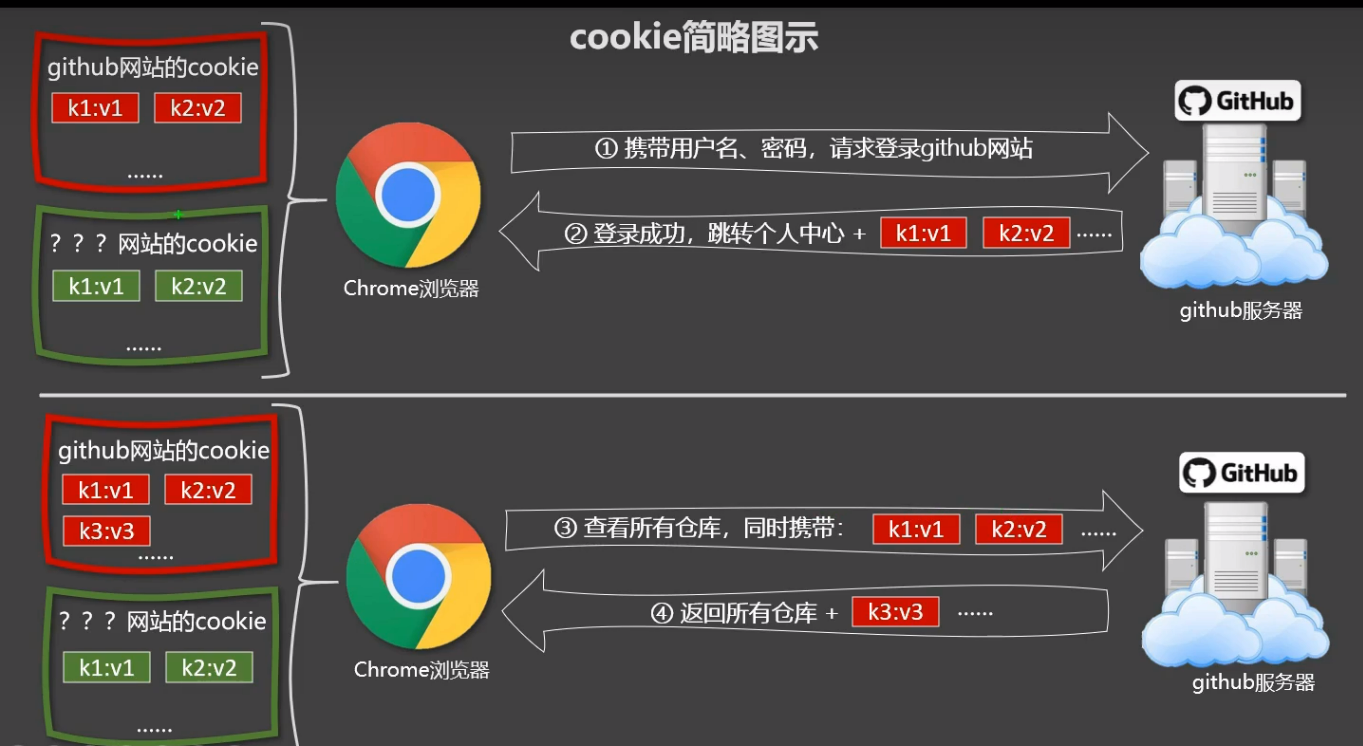 cookie简略图示
github网站的cookie
k1:v1 k2:v2
......
？？？网站的cookie
k1:v1 k2:v2
......
Chrome浏览器
① 携带用户名、密码，请求登录github网站
② 登录成功，跳转个人中心 + k1:v1 k2:v2 ......
GitHub
github服务器
github网站的cookie
k1:v1 k2:v2
k3:v3
......
？？？网站的cookie
k1:v1 k2:v2
......
Chrome浏览器
③ 查看所有仓库，同时携带： k1:v1 k2:v2 ......
④ 返回所有仓库 + k3:v3 ......
GitHub
github服务器